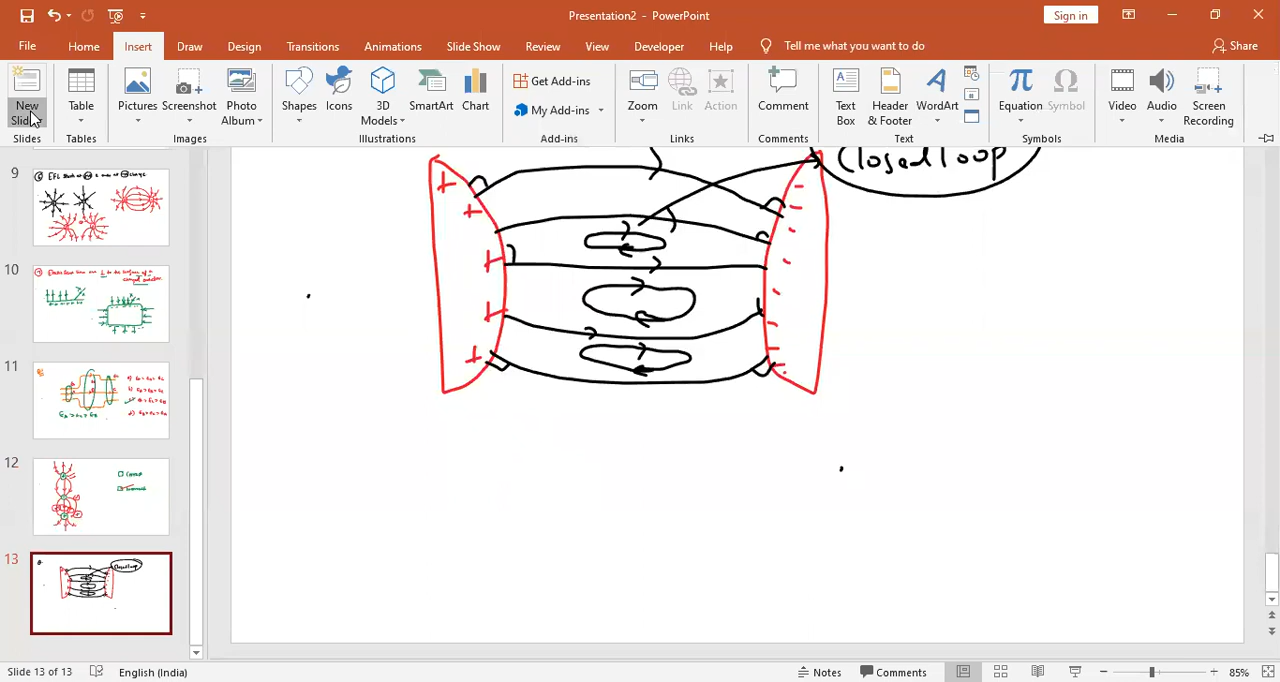 Presentation2 - PowerPoint
Sign in
File Home Insert Draw Design Transitions Animations Slide Show Review View Developer Help Tell me what you want to do Share
New Slide
Table
Pictures
Screenshot
Photo Album
Shapes
Icons
3D Models
SmartArt
Chart
Get Add-ins
My Add-ins
Zoom
Link
Action
Comment
Text Box
Header & Footer
WordArt
Equation
Symbol
Video
Audio
Screen Recording
Slides Tables Images Illustrations Add-ins Links Comments Text Symbols Media
Closed loop
9
10
11
12
13
Slide 13 of 13 English (India) Notes Comments 85%